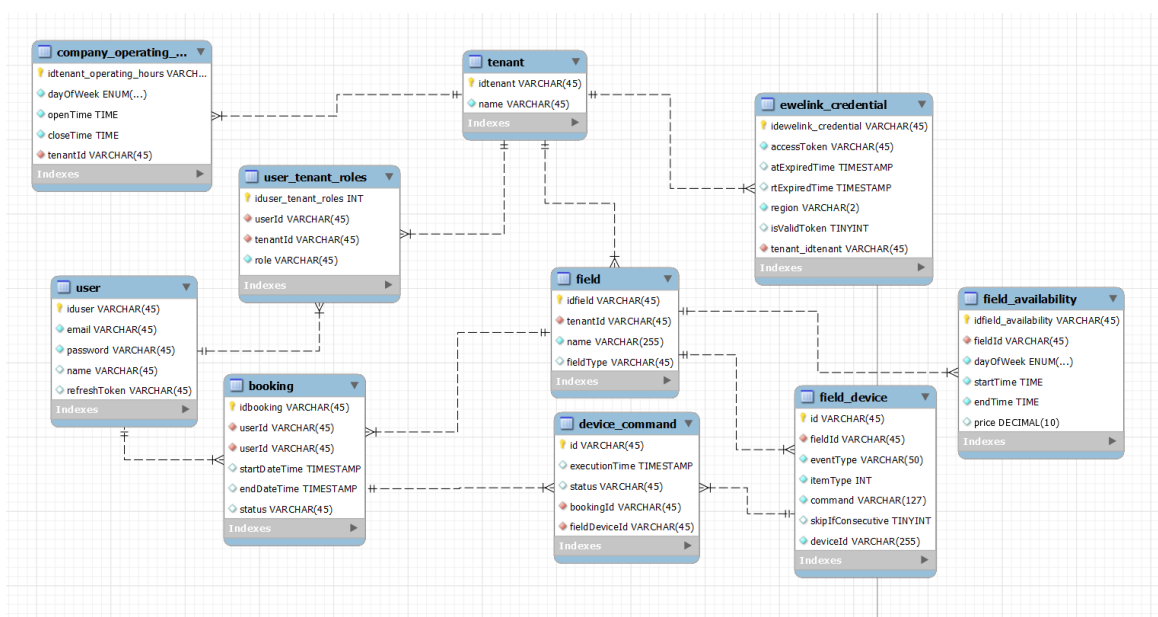 company_operating_...
idtenant_operating_hours VARCH...
dayOfWeek ENUM(...)
openTime TIME
closeTime TIME
tenantId VARCHAR(45)
Indexes
tenant
idtenant VARCHAR(45)
name VARCHAR(45)
Indexes
ewelink_credential
idewelink_credential VARCHAR(45)
accessToken VARCHAR(45)
atExpiredTime TIMESTAMP
rtExpiredTime TIMESTAMP
region VARCHAR(2)
isValidToken TINYINT
tenant_idtenant VARCHAR(45)
Indexes
user_tenant_roles
iduser_tenant_roles INT
userId VARCHAR(45)
tenantId VARCHAR(45)
role VARCHAR(45)
Indexes
user
iduser VARCHAR(45)
email VARCHAR(45)
password VARCHAR(45)
name VARCHAR(45)
refreshToken VARCHAR(45)
Indexes
field
idfield VARCHAR(45)
tenantId VARCHAR(45)
name VARCHAR(255)
fieldType VARCHAR(45)
Indexes
field_availability
idfield_availability VARCHAR(45)
fieldId VARCHAR(45)
dayOfWeek ENUM(...)
startTime TIME
endTime TIME
price DECIMAL(10)
Indexes
booking
idbooking VARCHAR(45)
userId VARCHAR(45)
userId VARCHAR(45)
startDateTime TIMESTAMP
endDateTime TIMESTAMP
status VARCHAR(45)
Indexes
device_command
id VARCHAR(45)
executionTime TIMESTAMP
status VARCHAR(45)
bookingId VARCHAR(45)
fieldDeviceId VARCHAR(45)
Indexes
field_device
id VARCHAR(45)
fieldId VARCHAR(45)
eventType VARCHAR(50)
itemType INT
command VARCHAR(127)
skipIfConsecutive TINYINT
deviceId VARCHAR(255)
Indexes